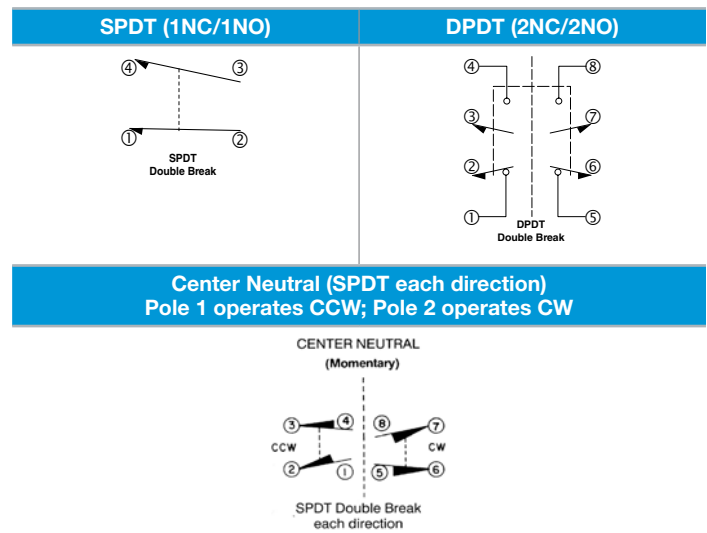 SPDT (1NC/1NO)
DPDT (2NC/2NO)
④ ③
① ②
SPDT
Double Break
④ ⑧
③ ⑦
② ⑥
① ⑤
DPDT
Double Break
Center Neutral (SPDT each direction)
Pole 1 operates CCW; Pole 2 operates CW
CENTER NEUTRAL
(Momentary)
③ ④ ⑧ ⑦
CCW CW
② ① ⑤ ⑥
SPDT Double Break
each direction